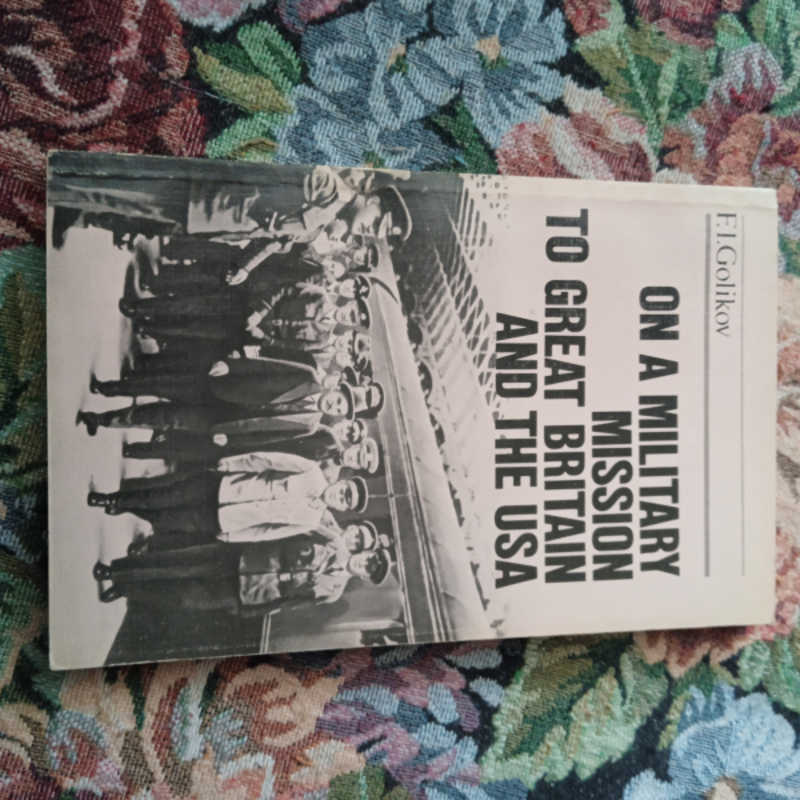 F.I.Golikov
ON A MILITARY
MISSION
TO GREAT BRITAIN
AND THE USA